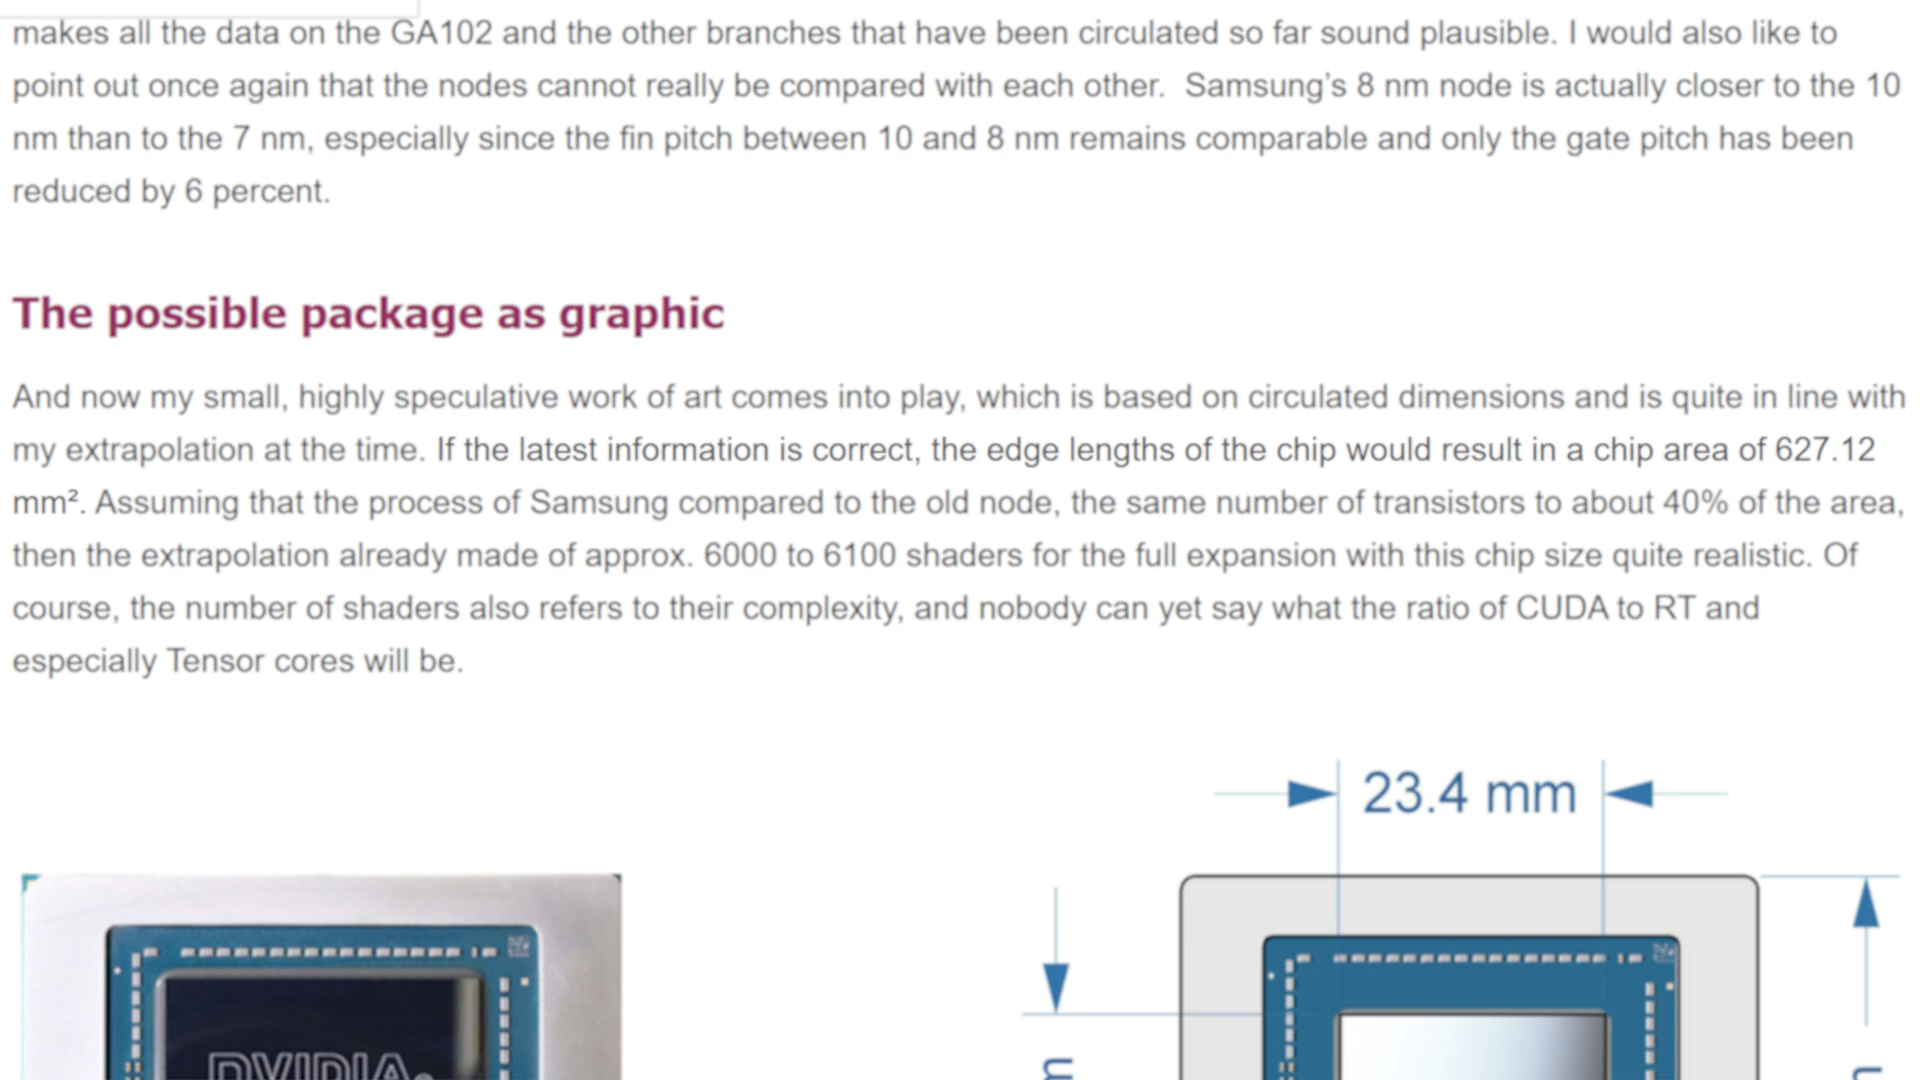 makes all the data on the GA102 and the other branches that have been circulated so far sound plausible. I would also like to
point out once again that the nodes cannot really be compared with each other. Samsung’s 8 nm node is actually closer to the 10
nm than to the 7 nm, especially since the fin pitch between 10 and 8 nm remains comparable and only the gate pitch has been
reduced by 6 percent.
The possible package as graphic
And now my small, highly speculative work of art comes into play, which is based on circulated dimensions and is quite in line with
my extrapolation at the time. If the latest information is correct, the edge lengths of the chip would result in a chip area of 627.12
mm². Assuming that the process of Samsung compared to the old node, the same number of transistors to about 40% of the area,
then the extrapolation already made of approx. 6000 to 6100 shaders for the full expansion with this chip size quite realistic. Of
course, the number of shaders also refers to their complexity, and nobody can yet say what the ratio of CUDA to RT and
especially Tensor cores will be.
23.4 mm
NVIDIA